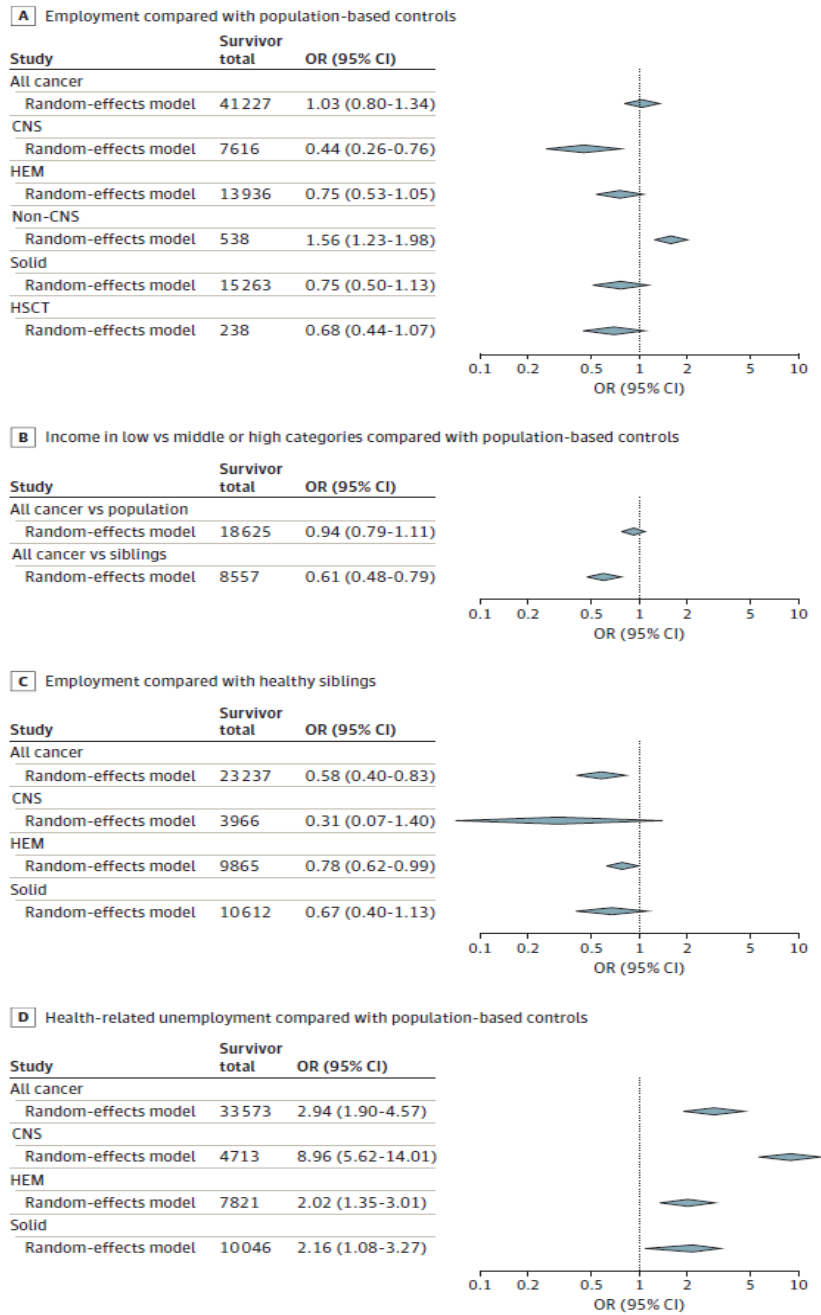 A Employment compared with population-based controls
Survivor
Study total OR (95% CI)
All cancer
Random-effects model 41227 1.03 (0.80-1.34)
CNS
Random-effects model 7616 0.44 (0.26-0.76)
HEM
Random-effects model 13936 0.75 (0.53-1.05)
Non-CNS
Random-effects model 538 1.56 (1.23-1.98)
Solid
Random-effects model 15263 0.75 (0.50-1.13)
HSCT
Random-effects model 238 0.68 (0.44-1.07)
0.1 0.2 0.5 1 2 5 10
OR (95% CI)
B Income in low vs middle or high categories compared with population-based controls
Survivor
Study total OR (95% CI)
All cancer vs population
Random-effects model 18625 0.94 (0.79-1.11)
All cancer vs siblings
Random-effects model 8557 0.61 (0.48-0.79)
0.1 0.2 0.5 1 2 5 10
OR (95% CI)
C Employment compared with healthy siblings
Survivor
Study total OR (95% CI)
All cancer
Random-effects model 23237 0.58 (0.40-0.83)
CNS
Random-effects model 3966 0.31 (0.07-1.40)
HEM
Random-effects model 9865 0.78 (0.62-0.99)
Solid
Random-effects model 10612 0.67 (0.40-1.13)
0.1 0.2 0.5 1 2 5 10
OR (95% CI)
D Health-related unemployment compared with population-based controls
Survivor
Study total OR (95% CI)
All cancer
Random-effects model 33573 2.94 (1.90-4.57)
CNS
Random-effects model 4713 8.96 (5.62-14.01)
HEM
Random-effects model 7821 2.02 (1.35-3.01)
Solid
Random-effects model 10046 2.16 (1.08-3.27)
0.1 0.2 0.5 1 2 5 10
OR (95% CI)